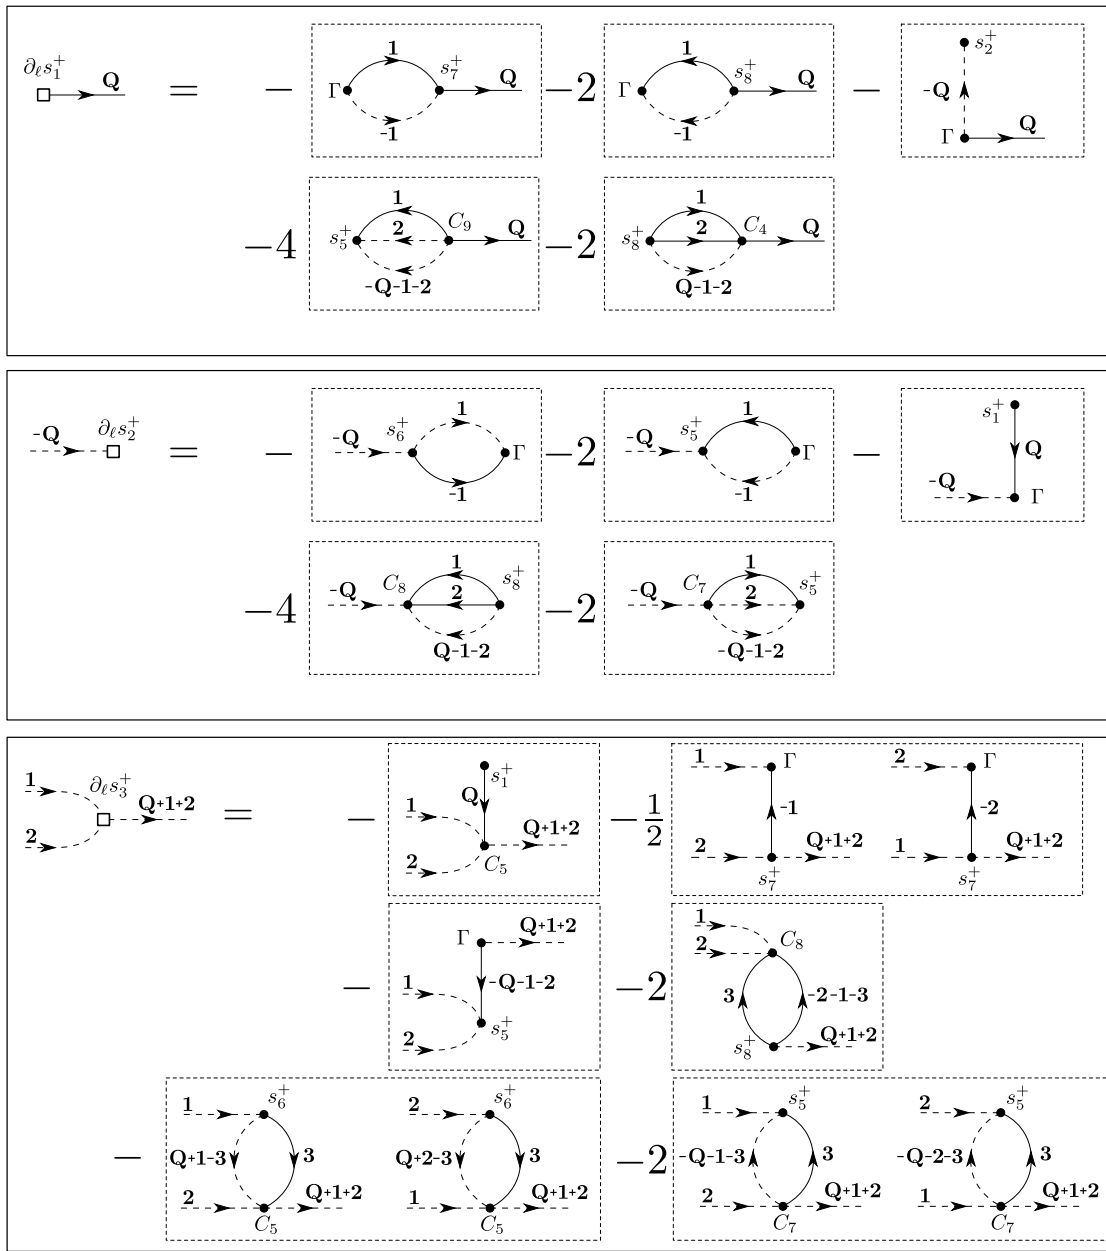 ∂ℓs₁⁺ Q = − Γ 1 s₇⁺ Q -1 −2 Γ 1 s₈⁺ Q -1 − s₂⁺ -Q Γ Q
−4 s₅⁺ 1 2 C₉ Q -Q-1-2 −2 s₈⁺ 1 2 C₄ Q Q-1-2
-Q ∂ℓs₂⁺ = − -Q s₆⁺ 1 Γ -1 −2 -Q s₅⁺ 1 Γ -1 − s₁⁺ Q -Q Γ
−4 -Q C₈ 1 2 s₈⁺ Q-1-2 −2 -Q C₇ 1 2 s₅⁺ -Q-1-2
1 ∂ℓs₃⁺ 2 Q+1+2 = − s₁⁺ Q 1 2 Q+1+2 C₅ −1/2 1 Γ -1 2 Q+1+2 s₇⁺ 2 Γ -2 1 Q+1+2 s₇⁺
− Γ Q+1+2 -Q-1-2 1 2 s₅⁺ −2 1 2 C₈ 3 -2-1-3 s₈⁺ Q+1+2
− 1 s₆⁺ Q+1-3 3 2 Q+1+2 C₅ 2 s₆⁺ Q+2-3 3 1 Q+1+2 C₅ −2 1 s₅⁺ -Q-1-3 3 2 Q+1+2 C₇ 2 s₅⁺ -Q-2-3 3 1 Q+1+2 C₇